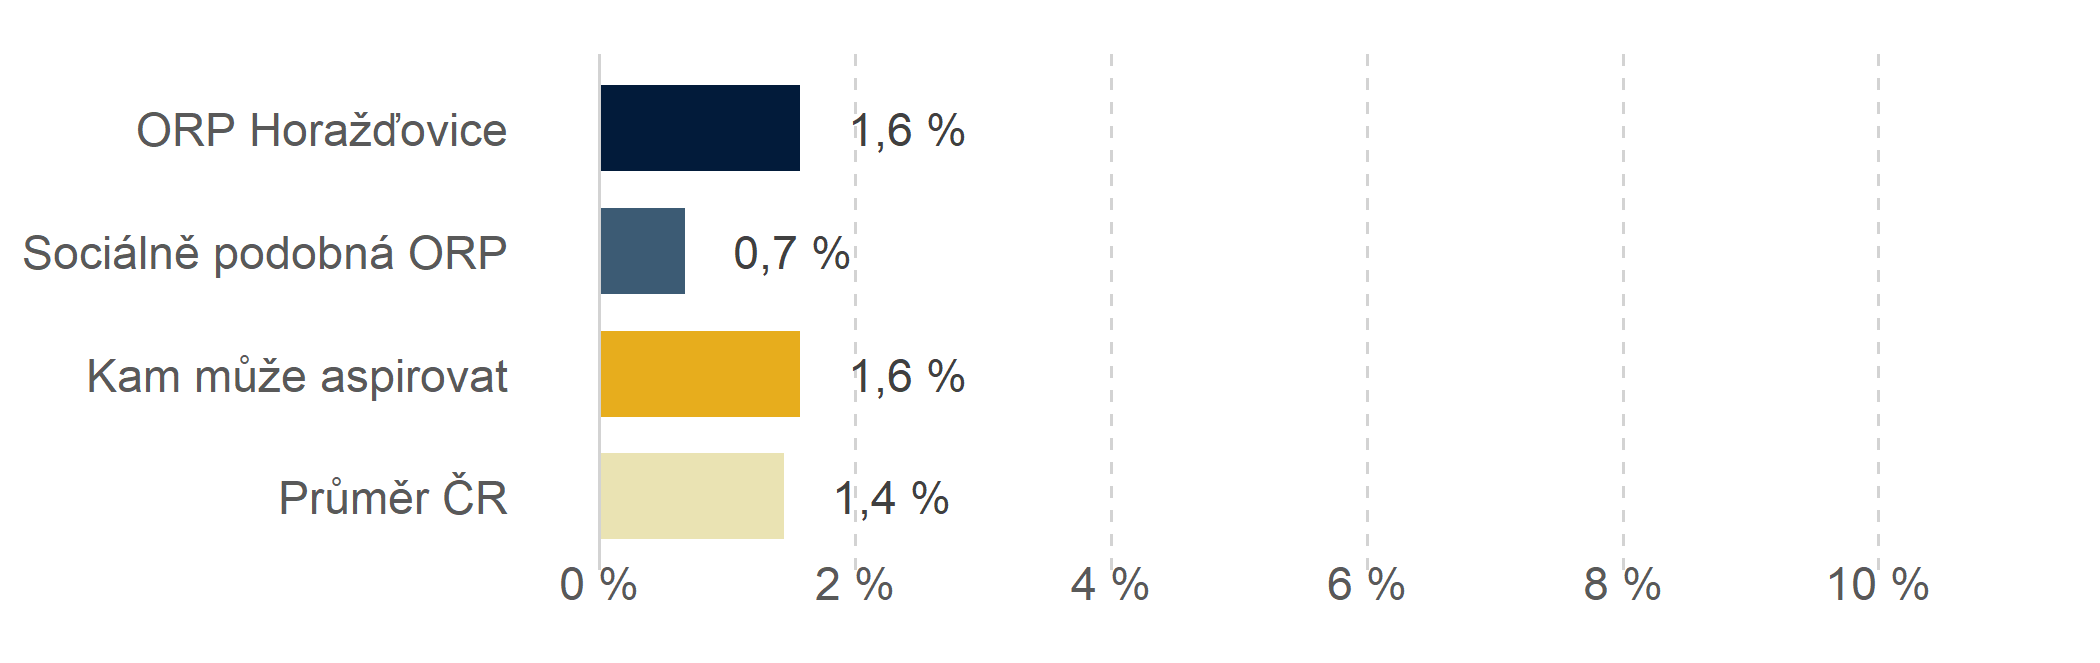 ORP Horažďovice 1,6 %
Sociálně podobná ORP 0,7 %
Kam může aspirovat 1,6 %
Průměr ČR 1,4 %
0 % 2 % 4 % 6 % 8 % 10 %